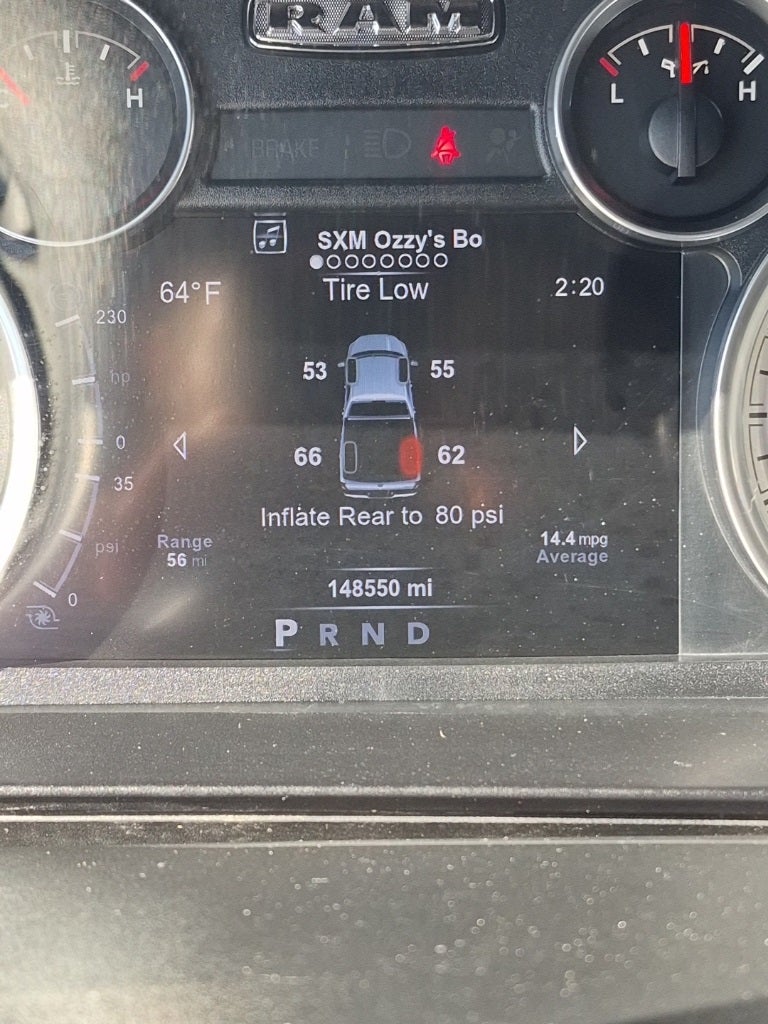 RAM
C H
L H
BRAKE
SXM Ozzy's Bo
64°F Tire Low 2:20
230
hp
0
53 55
66 62
35
psi
0
Inflate Rear to 80 psi
Range
56 mi
14.4 mpg
Average
148550 mi
P R N D